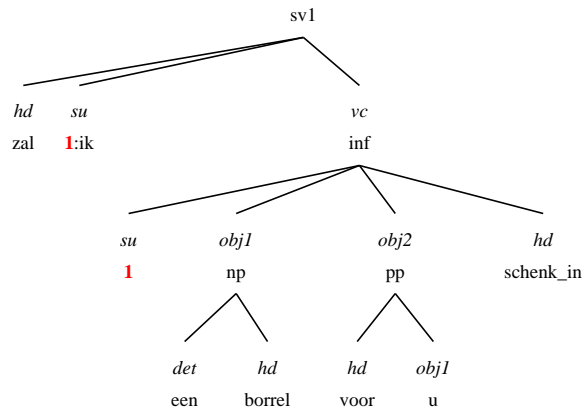 sv1
hd su vc
zal 1:ik inf
su obj1 obj2 hd
1 np pp schenk_in
det hd hd obj1
een borrel voor u